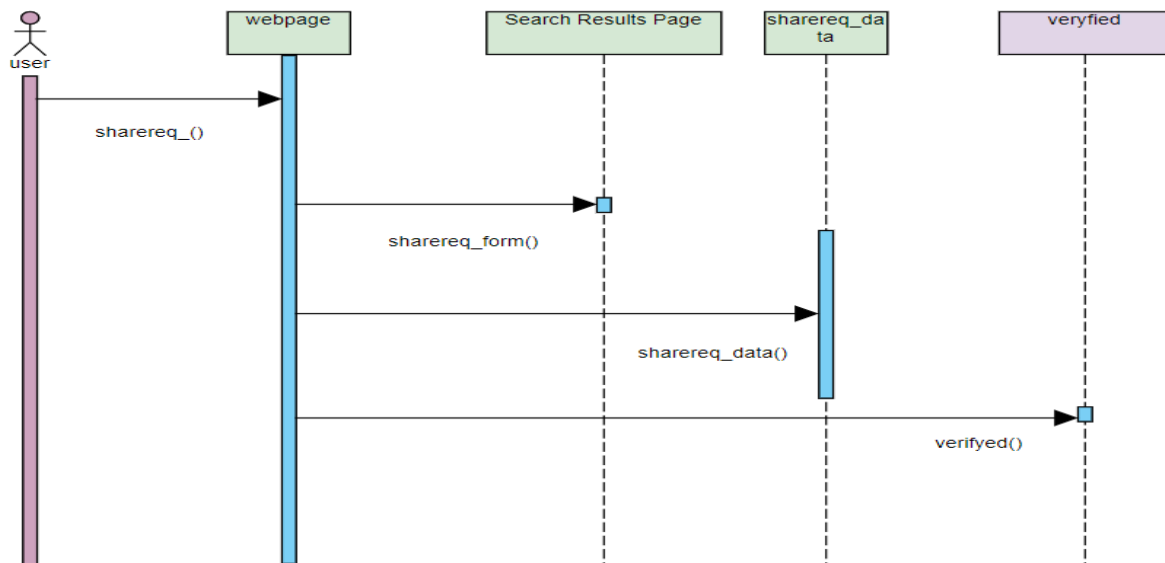 webpage
Search Results Page
sharereq_da
ta
veryfied
user
sharereq_()
sharereq_form()
sharereq_data()
verifyed()